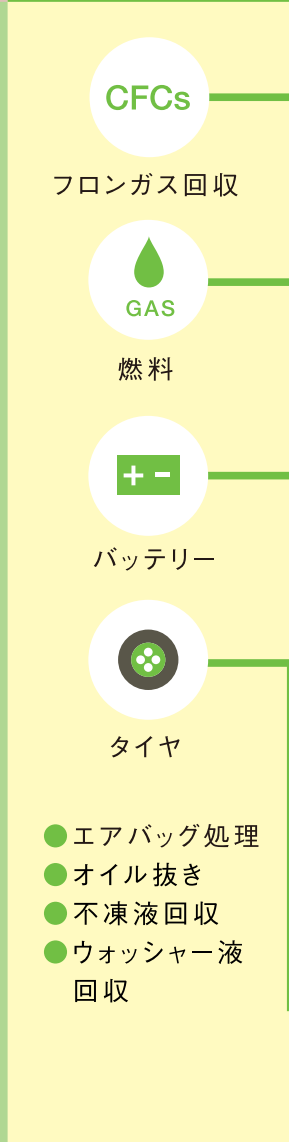 CFCs
フロンガス回収
GAS
燃料
バッテリー
タイヤ
●エアバッグ処理
●オイル抜き
●不凍液回収
●ウォッシャー液
回収